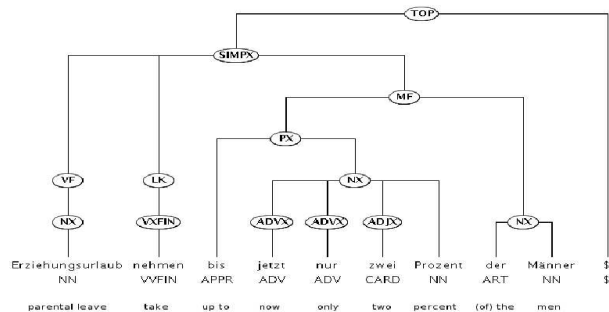 TOP
SIMPX
MF
PX
VF LK NX
NX VXFIN ADVX ADVX ADJX NX
Erziehungsurlaub nehmen bis jetzt nur zwei Prozent der Männer $
NN VVFIN APPR ADV ADV CARD NN ART NN $
parental leave take up to now only two percent (of) the men